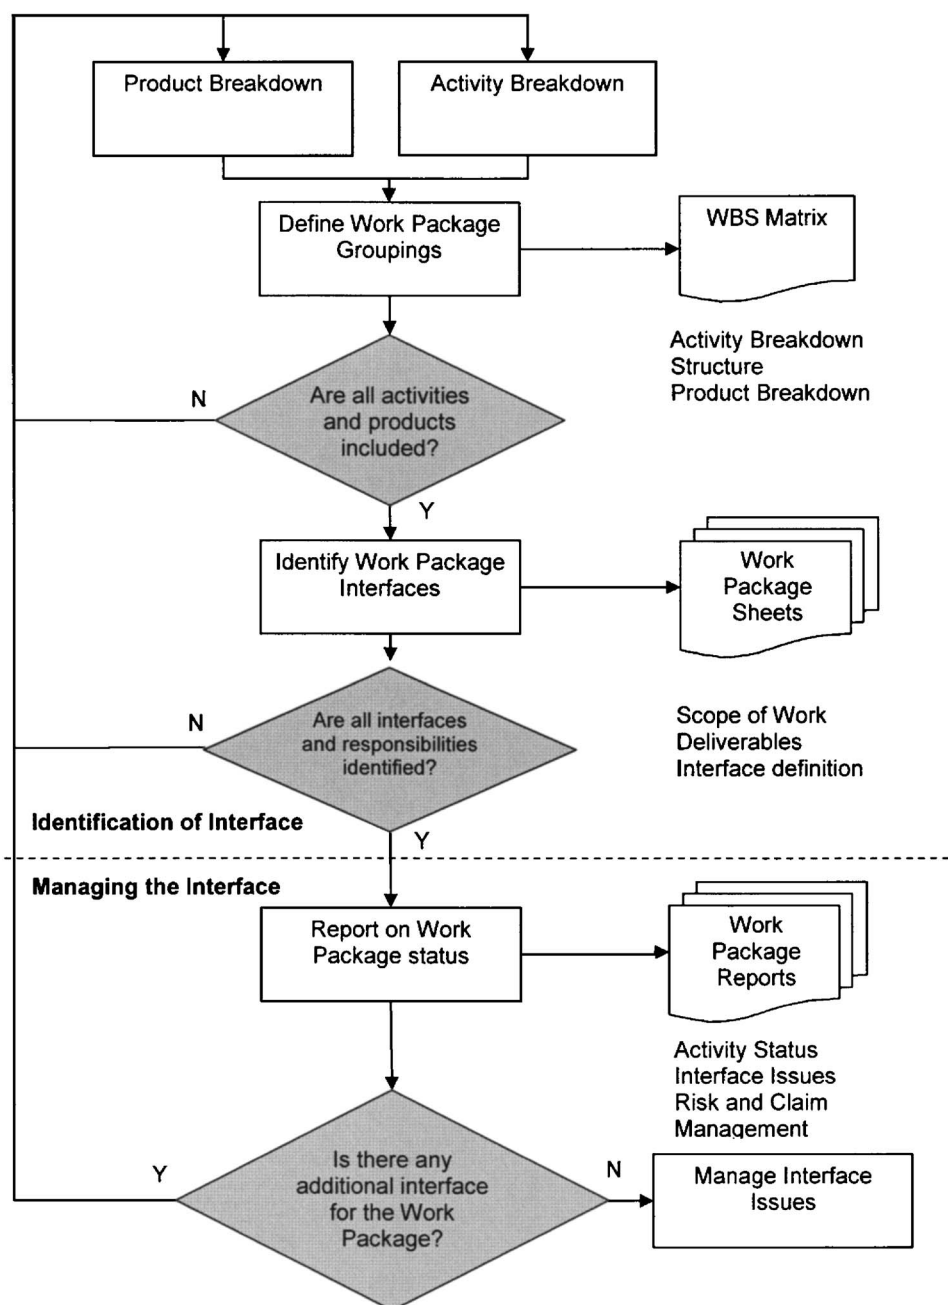 Product Breakdown
Activity Breakdown
Define Work Package
Groupings
WBS Matrix
Activity Breakdown
Structure
Product Breakdown
N
Are all activities
and products
included?
Y
Identify Work Package
Interfaces
Work
Package
Sheets
N
Are all interfaces
and responsibilities
identified?
Scope of Work
Deliverables
Interface definition
Identification of Interface
Y
Managing the Interface
Report on Work
Package status
Work
Package
Reports
Activity Status
Interface Issues
Risk and Claim
Management
Y
Is there any
additional interface
for the Work
Package?
N
Manage Interface
Issues